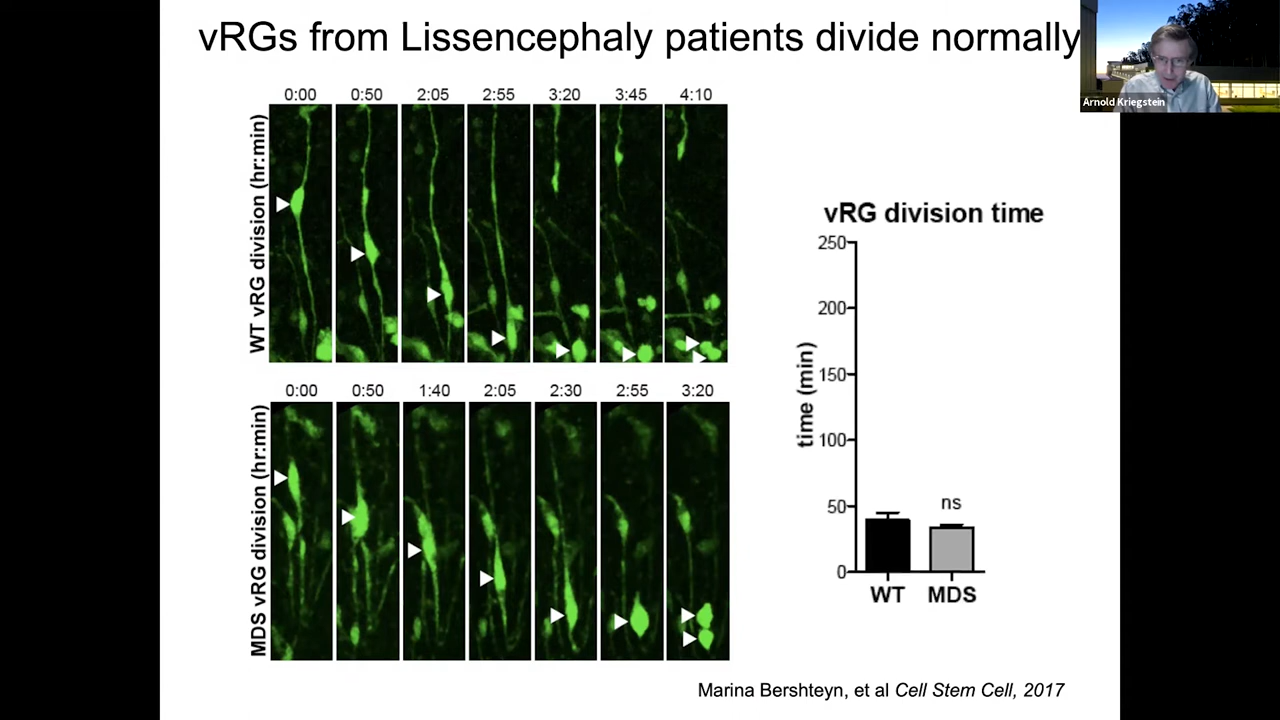 vRGs from Lissencephaly patients divide normally
Arnold Kriegstein
WT vRG division (hr:min)
0:00 0:50 2:05 2:55 3:20 3:45 4:10
MDS vRG division (hr:min)
0:00 0:50 1:40 2:05 2:30 2:55 3:20
vRG division time
time (min)
250
200
150
100
50
0
ns
WT MDS
Marina Bershteyn, et al Cell Stem Cell, 2017